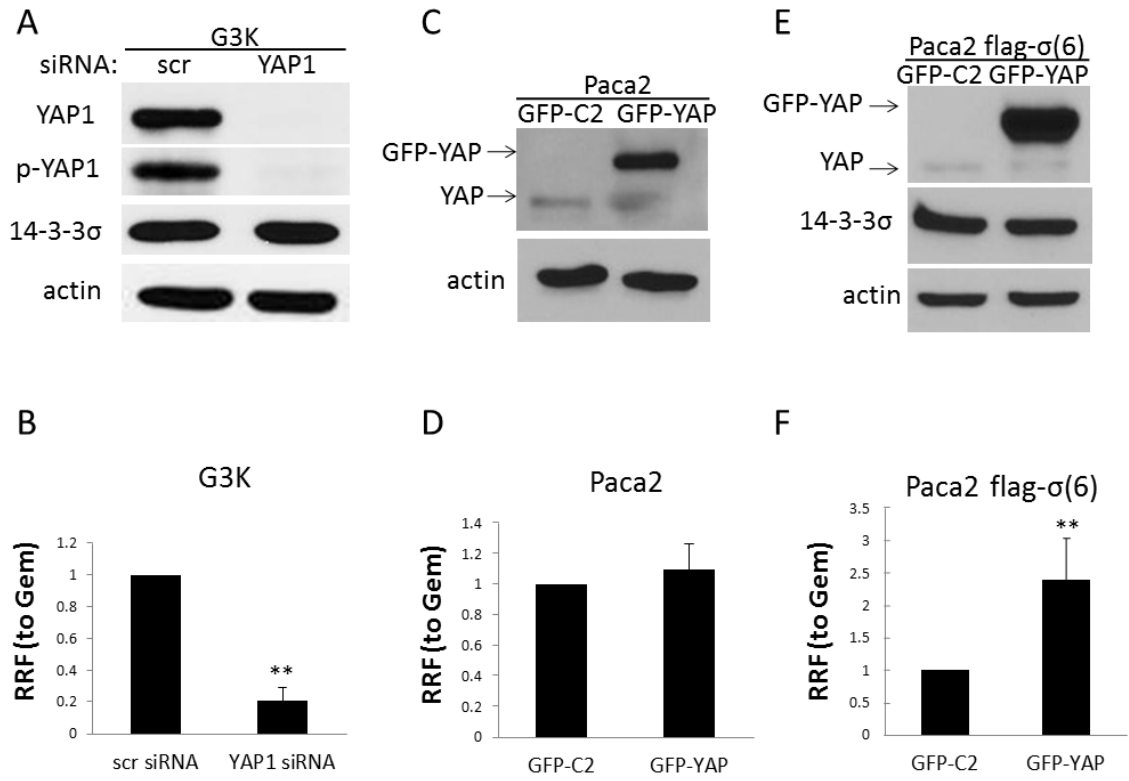 A
G3K
siRNA: scr YAP1
YAP1
p-YAP1
14-3-3σ
actin
C
Paca2
GFP-C2 GFP-YAP
GFP-YAP
YAP
actin
E
Paca2 flag-σ(6)
GFP-C2 GFP-YAP
GFP-YAP
YAP
14-3-3σ
actin
B
G3K
RRF (to Gem)
1.2
1
0.8
0.6
0.4
0.2
0
**
scr siRNA YAP1 siRNA
D
Paca2
RRF (to Gem)
1.4
1.2
1
0.8
0.6
0.4
0.2
0
GFP-C2 GFP-YAP
F
Paca2 flag-σ(6)
RRF (to Gem)
3.5
3
2.5
2
1.5
1
0.5
0
**
GFP-C2 GFP-YAP